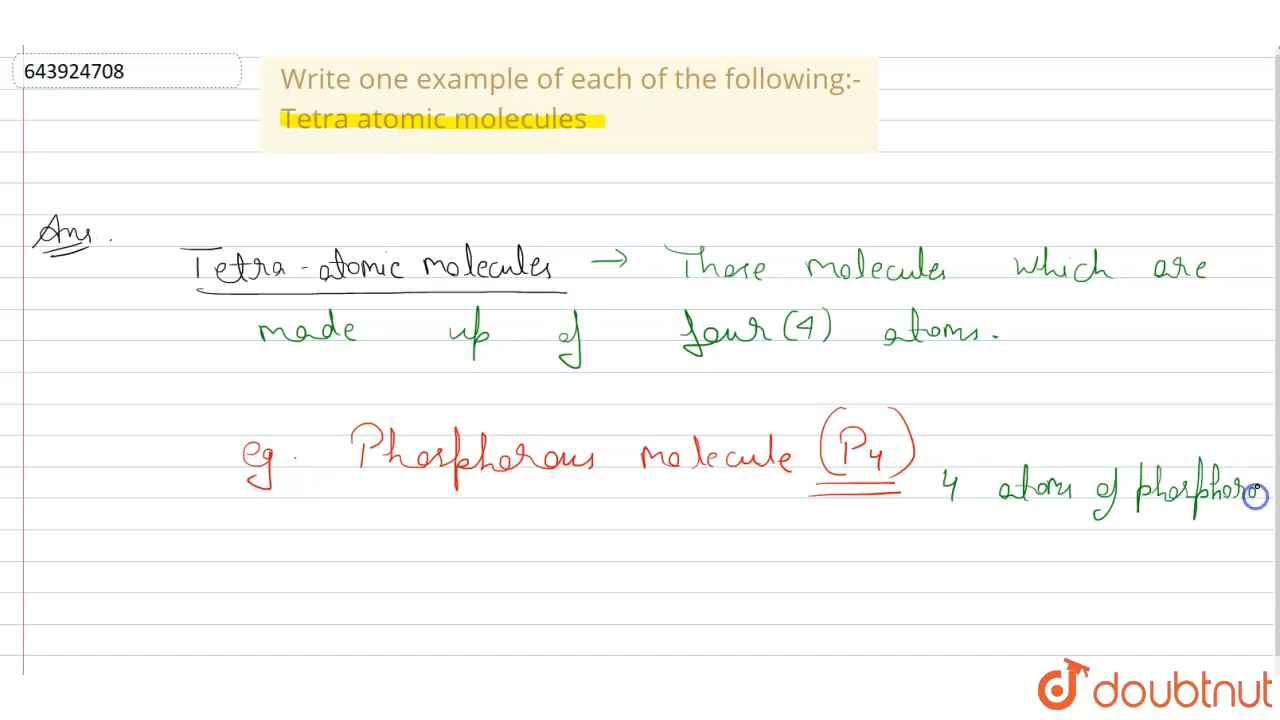 643924708
Write one example of each of the following:-
Tetra atomic molecules
Ans.
Tetra-atomic molecules → Those molecules which are
made up of four (4) atoms.
eg. Phosphorous molecule (P4)
4 atoms of phosphoro
doubtnut